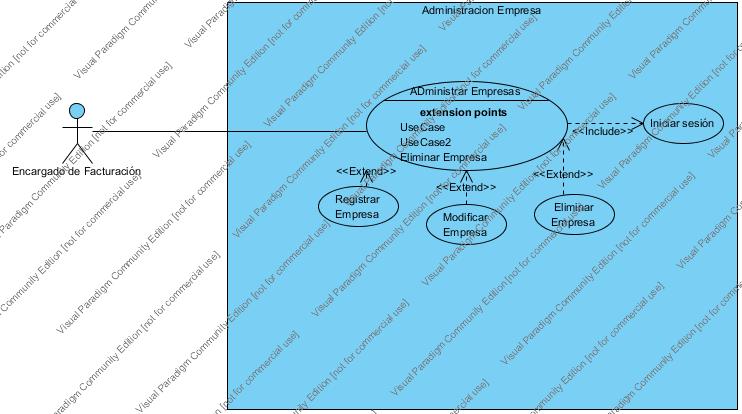 Administracion Empresa
ADministrar Empresas
extension points
UseCase
UseCase2
Eliminar Empresa
<<Include>>
Iniciar sesión
Encargado de Facturación
<<Extend>>
<<Extend>>
<<Extend>>
Registrar
Empresa
Modificar
Empresa
Eliminar
Empresa
Visual Paradigm Community Edition [not for commercial use]